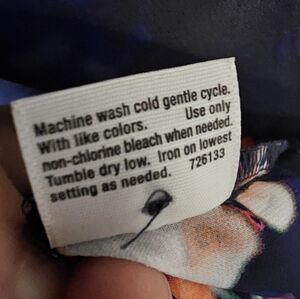 Machine wash cold gentle cycle.
With like colors. Use only
non-chlorine bleach when needed.
Tumble dry low. Iron on lowest
setting as needed. 726133